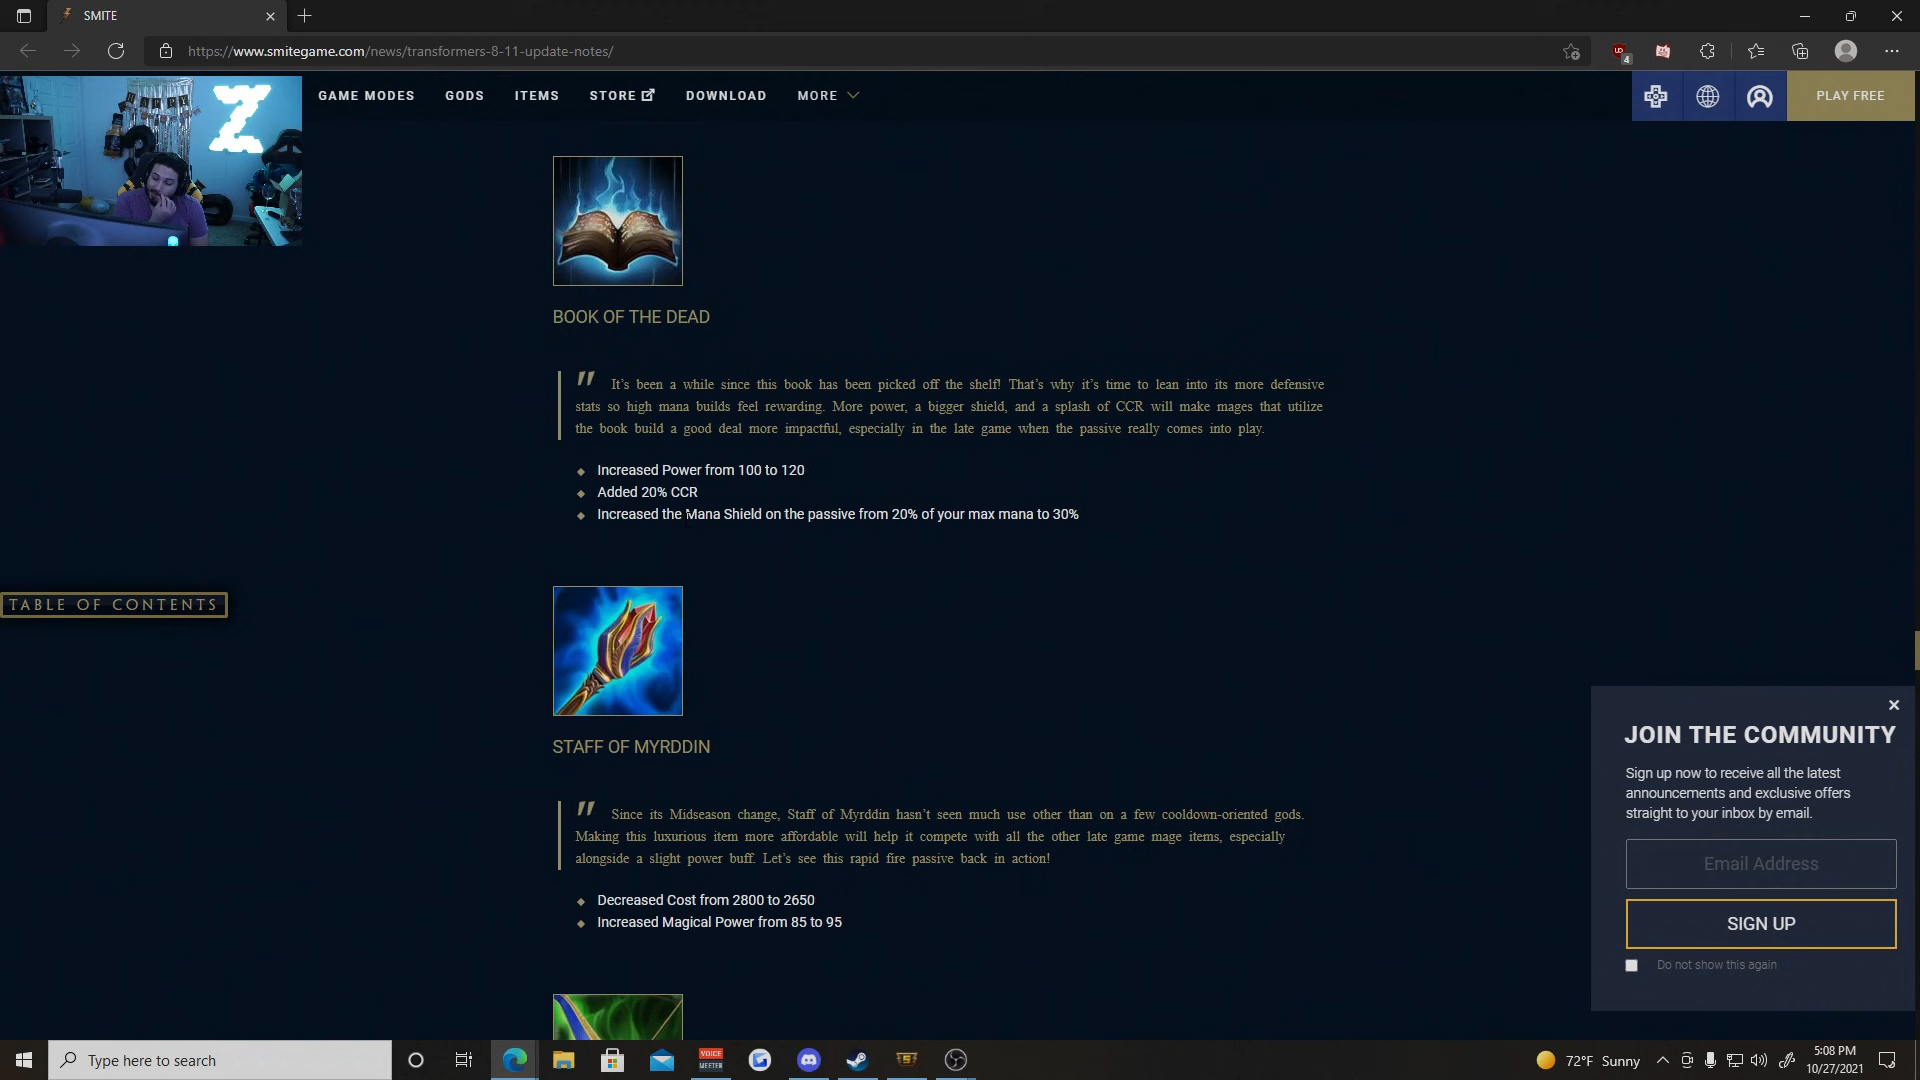 SMITE
https://www.smitegame.com/news/transformers-8-11-update-notes/
4
GAME MODES
GODS
ITEMS
STORE
DOWNLOAD
MORE
PLAY FREE
Z
BOOK OF THE DEAD
" It's been a while since this book has been picked off the shelf! That's why it's time to lean into its more defensive
stats so high mana builds feel rewarding. More power, a bigger shield, and a splash of CCR will make mages that utilize
the book build a good deal more impactful, especially in the late game when the passive really comes into play.
Increased Power from 100 to 120
Added 20% CCR
Increased the Mana Shield on the passive from 20% of your max mana to 30%
TABLE OF CONTENTS
STAFF OF MYRDDIN
" Since its Midseason change, Staff of Myrddin hasn't seen much use other than on a few cooldown-oriented gods.
Making this luxurious item more affordable will help it compete with all the other late game mage items, especially
alongside a slight power buff. Let's see this rapid fire passive back in action!
Decreased Cost from 2800 to 2650
Increased Magical Power from 85 to 95
JOIN THE COMMUNITY
Sign up now to receive all the latest
announcements and exclusive offers
straight to your inbox by email.
Email Address
SIGN UP
Do not show this again
Type here to search
VOICE
MEETER
72°F Sunny
5:08 PM
10/27/2021